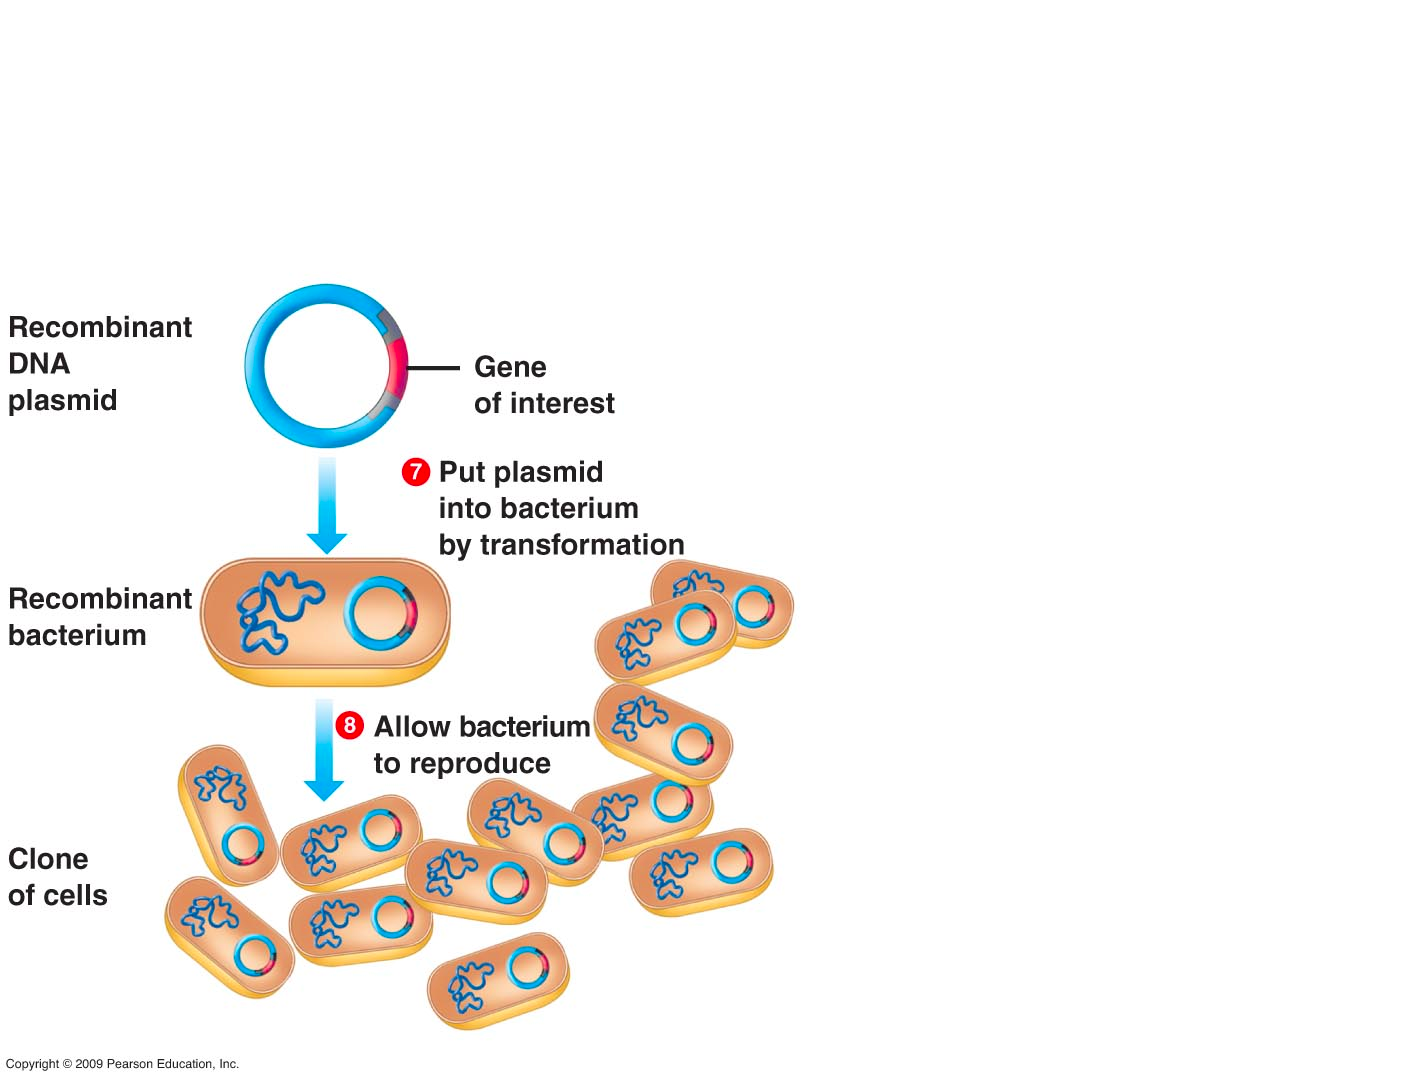 Recombinant
DNA
plasmid
Gene
of interest
7 Put plasmid
into bacterium
by transformation
Recombinant
bacterium
8 Allow bacterium
to reproduce
Clone
of cells
Copyright © 2009 Pearson Education, Inc.